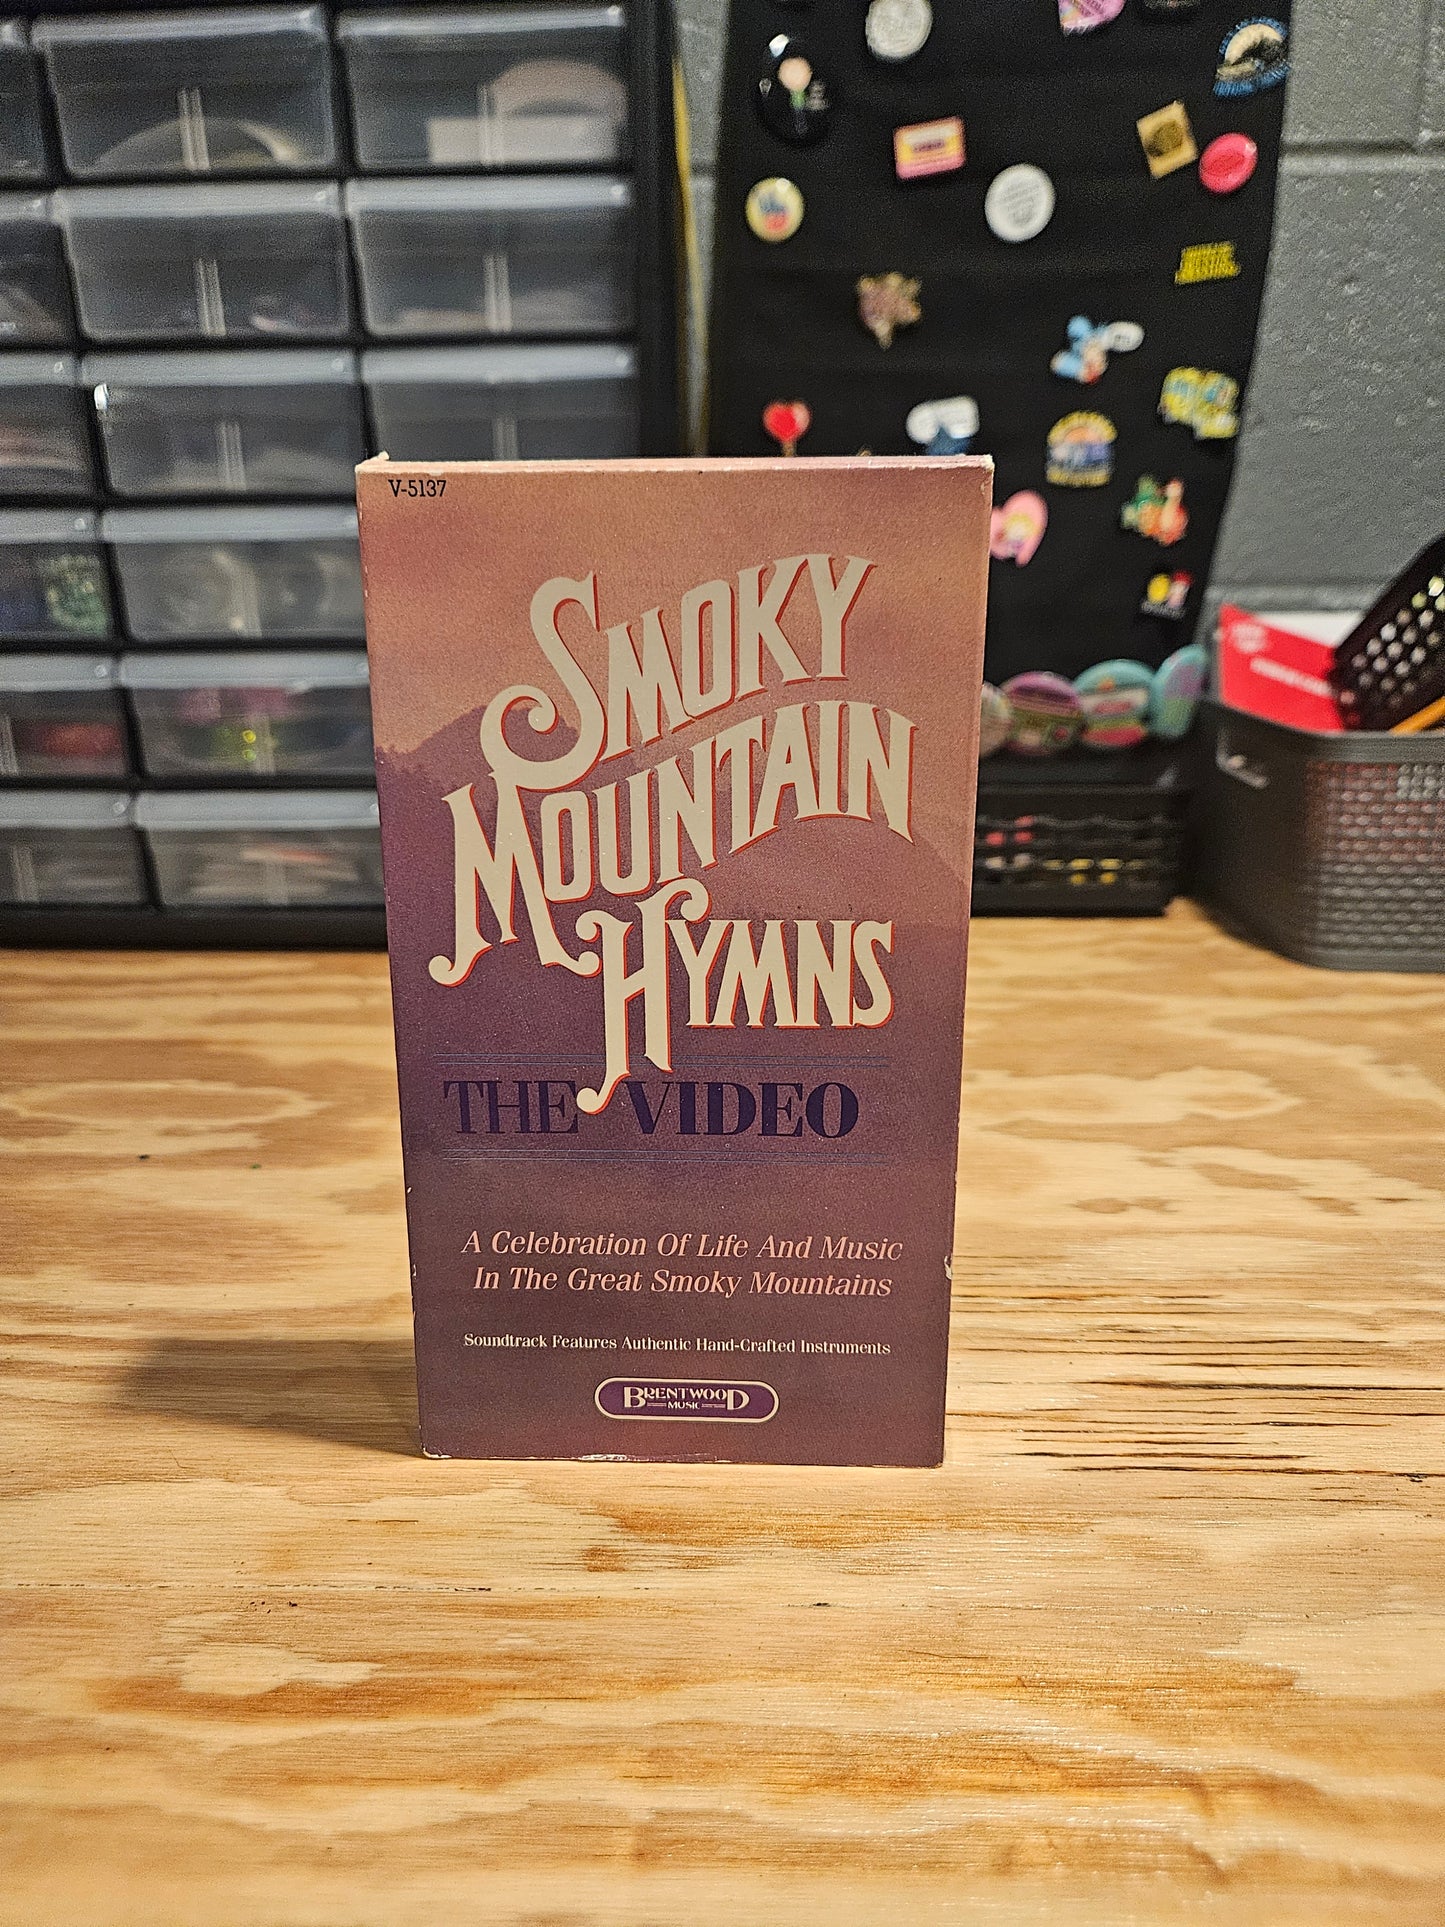 V-5137
SMOKY
MOUNTAIN
HYMNS
THE VIDEO
A Celebration Of Life And Music
In The Great Smoky Mountains
Soundtrack Features Authentic Hand-Crafted Instruments
BRENTWOOD
MUSIC